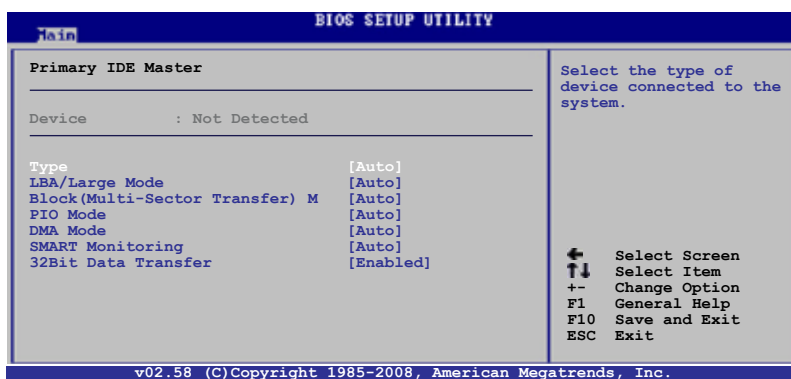 BIOS SETUP UTILITY
Main
Primary IDE Master
Device : Not Detected
Type [Auto]
LBA/Large Mode [Auto]
Block(Multi-Sector Transfer) M [Auto]
PIO Mode [Auto]
DMA Mode [Auto]
SMART Monitoring [Auto]
32Bit Data Transfer [Enabled]
Select the type of
device connected to the
system.
← Select Screen
↑↓ Select Item
+- Change Option
F1 General Help
F10 Save and Exit
ESC Exit
v02.58 (C)Copyright 1985-2008, American Megatrends, Inc.